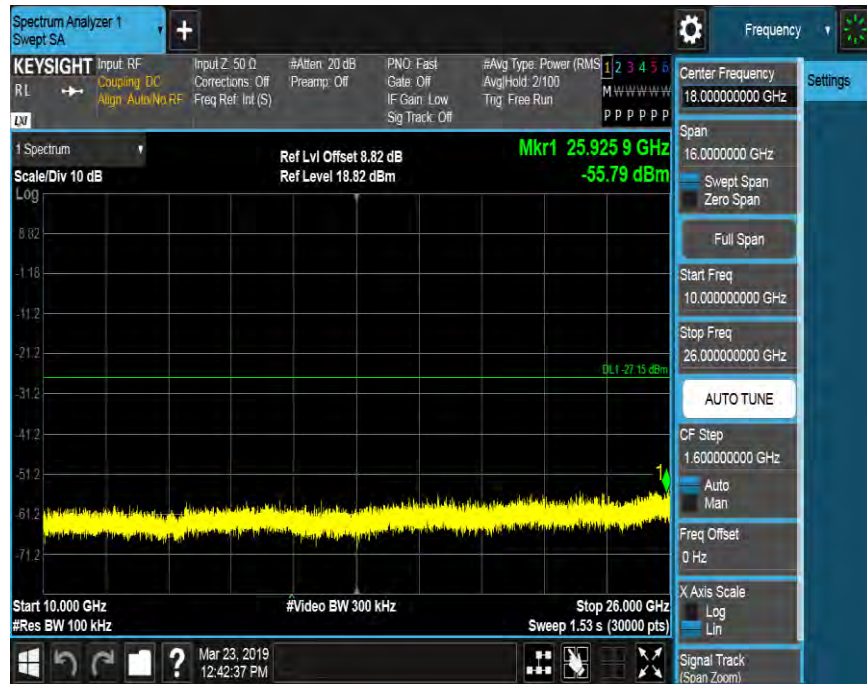 Spectrum Analyzer 1
Swept SA
+
Frequency
KEYSIGHT
RL
LXI
Input: RF
Coupling: DC
Align: Auto/No RF
Input Z: 50 Ω
Corrections: Off
Freq Ref: Int (S)
#Atten: 20 dB
Preamp: Off
PNO: Fast
Gate: Off
IF Gain: Low
Sig Track: Off
#Avg Type: Power (RMS
Avg|Hold: 2/100
Trig: Free Run
1 2 3 4 5 6
M W W W W W
P P P P P P
Center Frequency
18.000000000 GHz
Settings
Span
16.0000000 GHz
Swept Span
Zero Span
Full Span
Start Freq
10.000000000 GHz
Stop Freq
26.000000000 GHz
AUTO TUNE
CF Step
1.600000000 GHz
Auto
Man
Freq Offset
0 Hz
X Axis Scale
Log
Lin
Signal Track
(Span Zoom)
1 Spectrum
Scale/Div 10 dB
Ref Lvl Offset 8.82 dB
Ref Level 18.82 dBm
Mkr1 25.925 9 GHz
-55.79 dBm
Log
8.82
-1.18
-11.2
-21.2
DL1 -27.15 dBm
-31.2
-41.2
-51.2
1
-61.2
-71.2
Start 10.000 GHz
#Video BW 300 kHz
Stop 26.000 GHz
#Res BW 100 kHz
Sweep 1.53 s (30000 pts)
?
Mar 23, 2019
12:42:37 PM